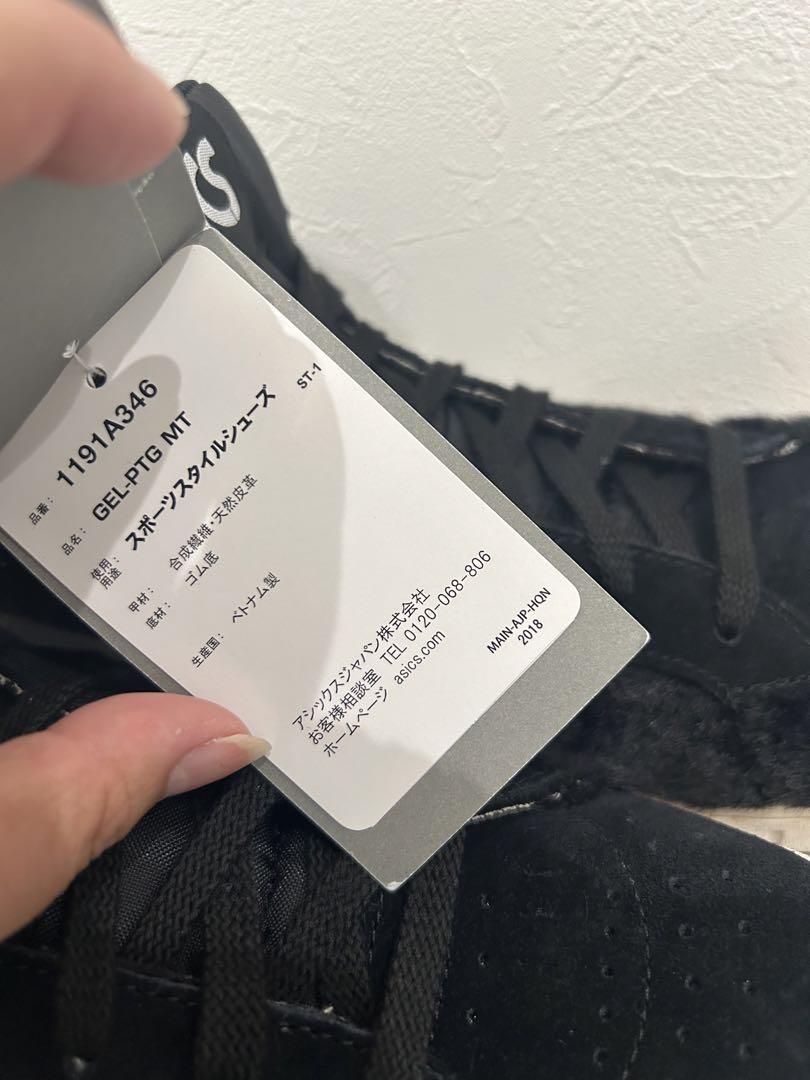 品番： 1191A346
品名： GEL-PTG MT
使用： スポーツスタイルシューズ ST-1
用途
甲材： 合成繊維・天然皮革
底材： ゴム底
生産国： ベトナム製
アシックスジャパン株式会社
お客様相談室 TEL 0120-068-806
ホームページ asics.com
MAIN-AJP-HQN
2018